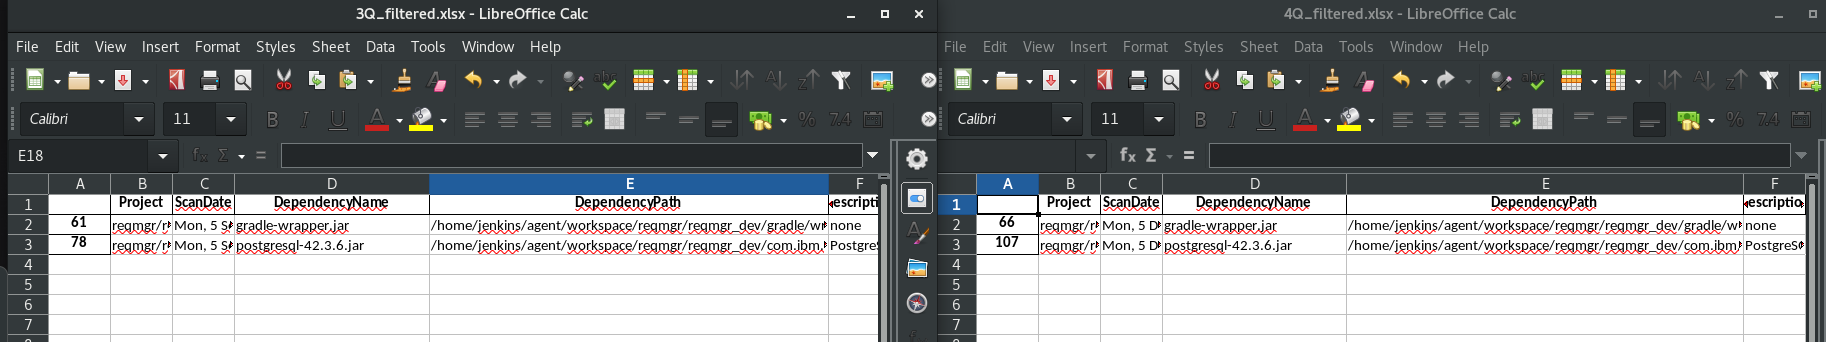 3Q_filtered.xlsx - LibreOffice Calc
File Edit View Insert Format Styles Sheet Data Tools Window Help
Calibri 11
E18
A B C D E F
1 Project ScanDate DependencyName DependencyPath escriptio
2 61 reqmgr/r Mon, 5 S gradle-wrapper.jar /home/jenkins/agent/workspace/reqmgr/reqmgr_dev/gradle/wr none
3 78 reqmgr/r Mon, 5 S postgresql-42.3.6.jar /home/jenkins/agent/workspace/reqmgr/reqmgr_dev/com.ibm. PostgreS
4
5
6
7
4Q_filtered.xlsx - LibreOffice Calc
File Edit View Insert Format Styles Sheet Data Tools Window Help
Calibri 11
A B C D E F
1 Project ScanDate DependencyName DependencyPath escriptio
2 66 reqmgr/r Mon, 5 D gradle-wrapper.jar /home/jenkins/agent/workspace/reqmgr/reqmgr_dev/gradle/w none
3 107 reqmgr/r Mon, 5 D postgresql-42.3.6.jar /home/jenkins/agent/workspace/reqmgr/reqmgr_dev/com.ibm PostgreS
4
5
6
7